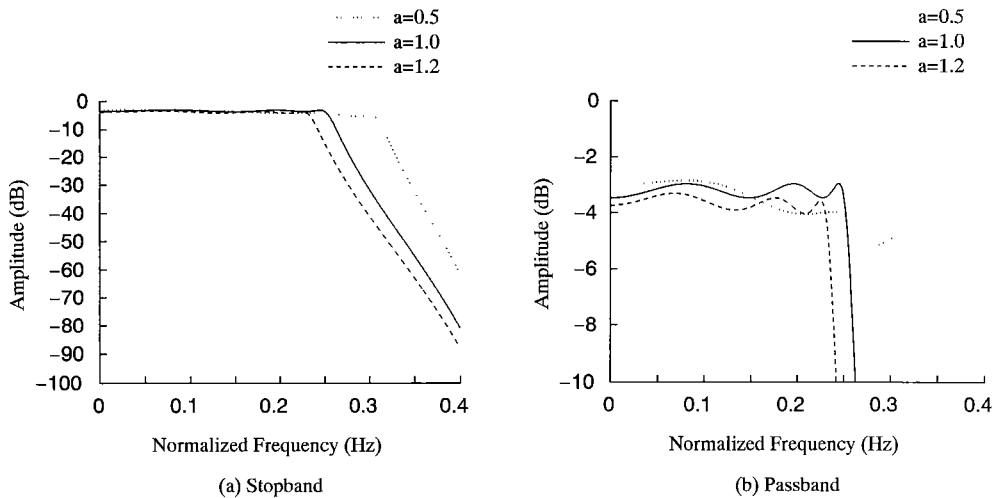 a=0.5
a=1.0
a=1.2
0
−10
−20
−30
−40
−50
−60
−70
−80
−90
−100
Amplitude (dB)
0 0.1 0.2 0.3 0.4
Normalized Frequency (Hz)
(a) Stopband
a=0.5
a=1.0
a=1.2
0
−2
−4
−6
−8
−10
Amplitude (dB)
0 0.1 0.2 0.3 0.4
Normalized Frequency (Hz)
(b) Passband